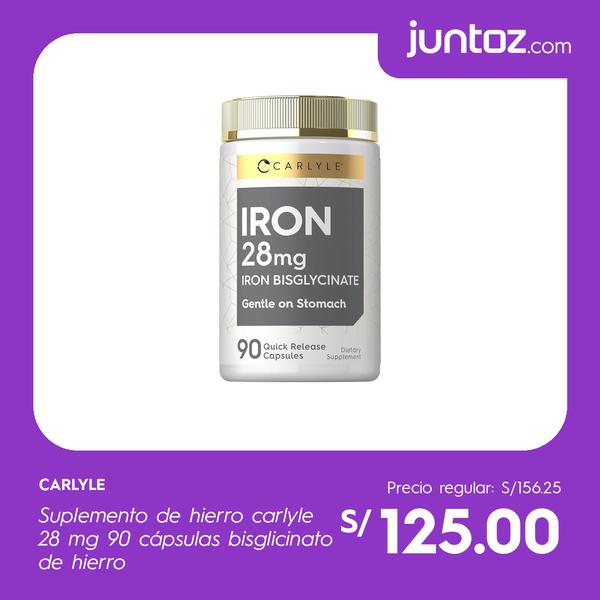 juntoz.com
CARLYLE
IRON
28mg
IRON BISGLYCINATE
Gentle on Stomach
90 Quick Release
Capsules
Dietary
Supplement
CARLYLE
Suplemento de hierro carlyle
28 mg 90 cápsulas bisglicinato
de hierro
Precio regular: S/156.25
S/125.00